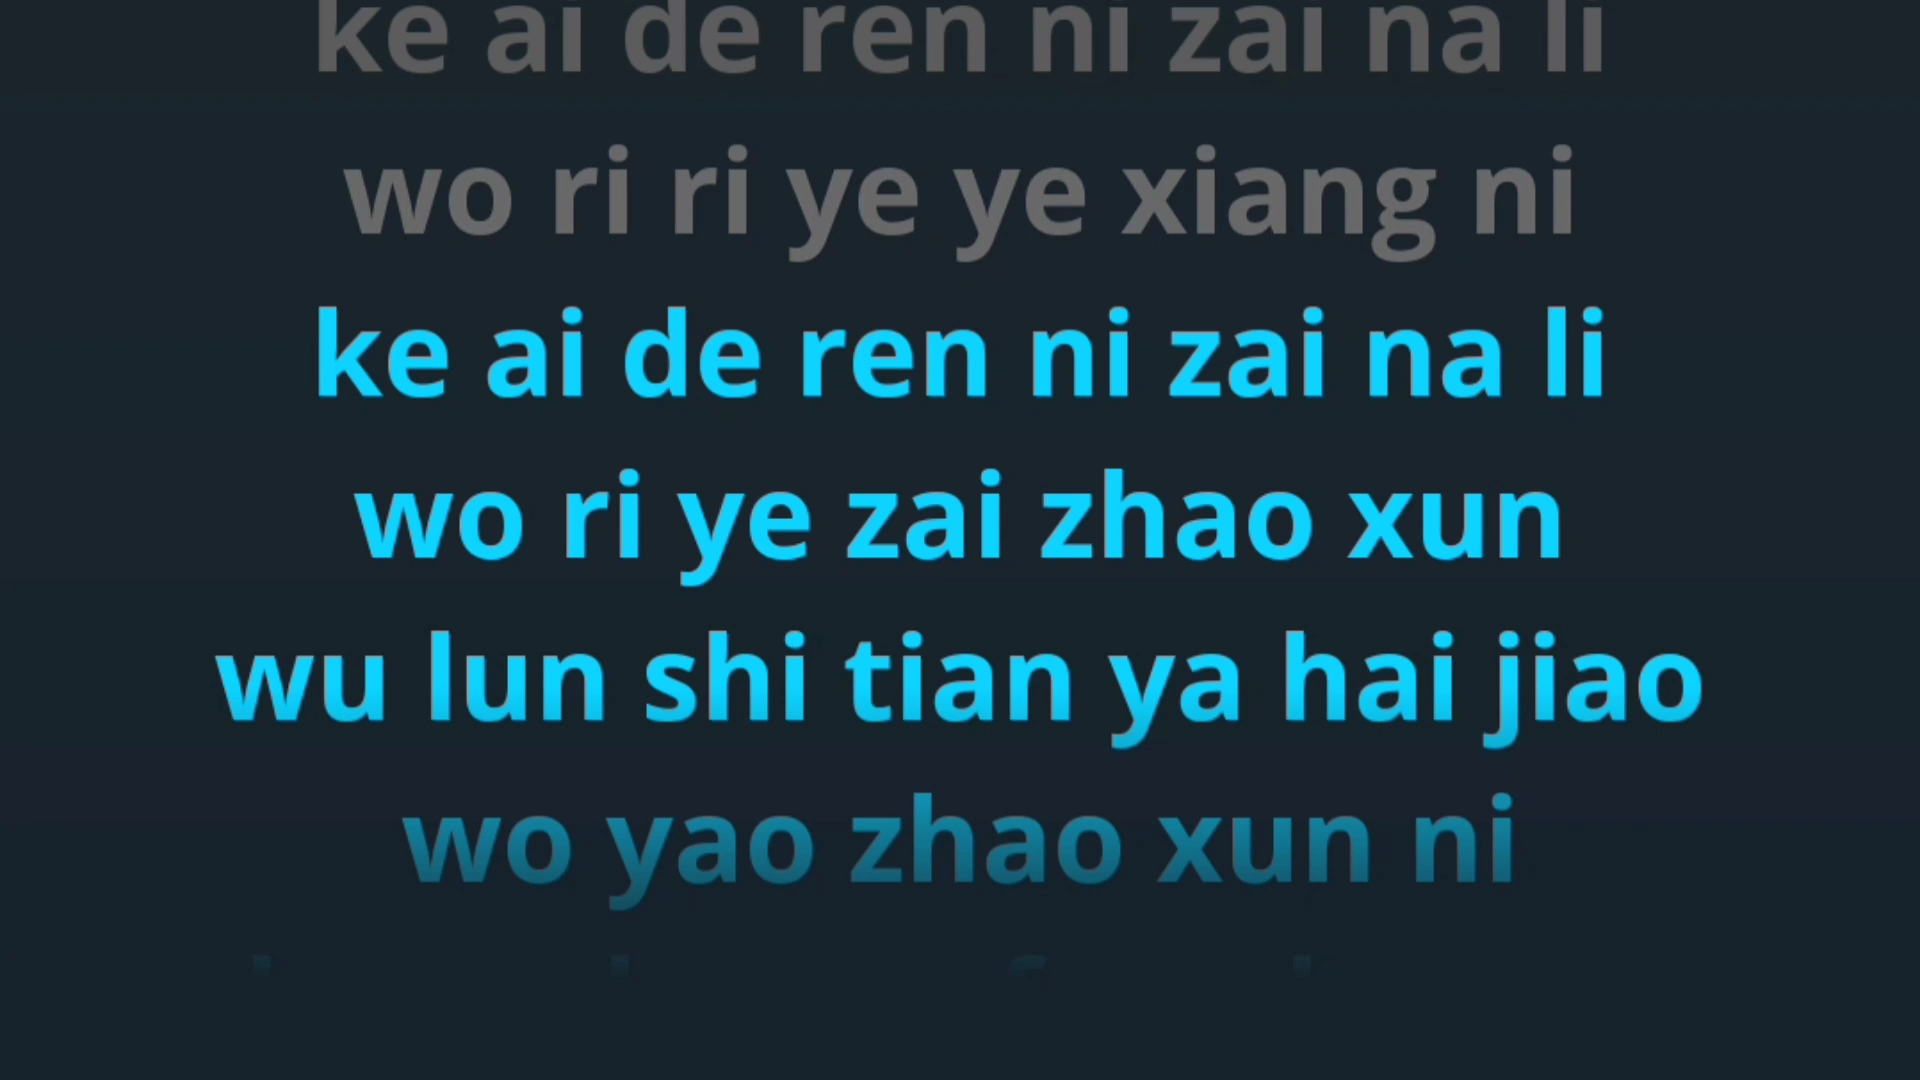 ke ai de ren ni zai na li
wo ri ri ye ye xiang ni
ke ai de ren ni zai na li
wo ri ye zai zhao xun
wu lun shi tian ya hai jiao
wo yao zhao xun ni